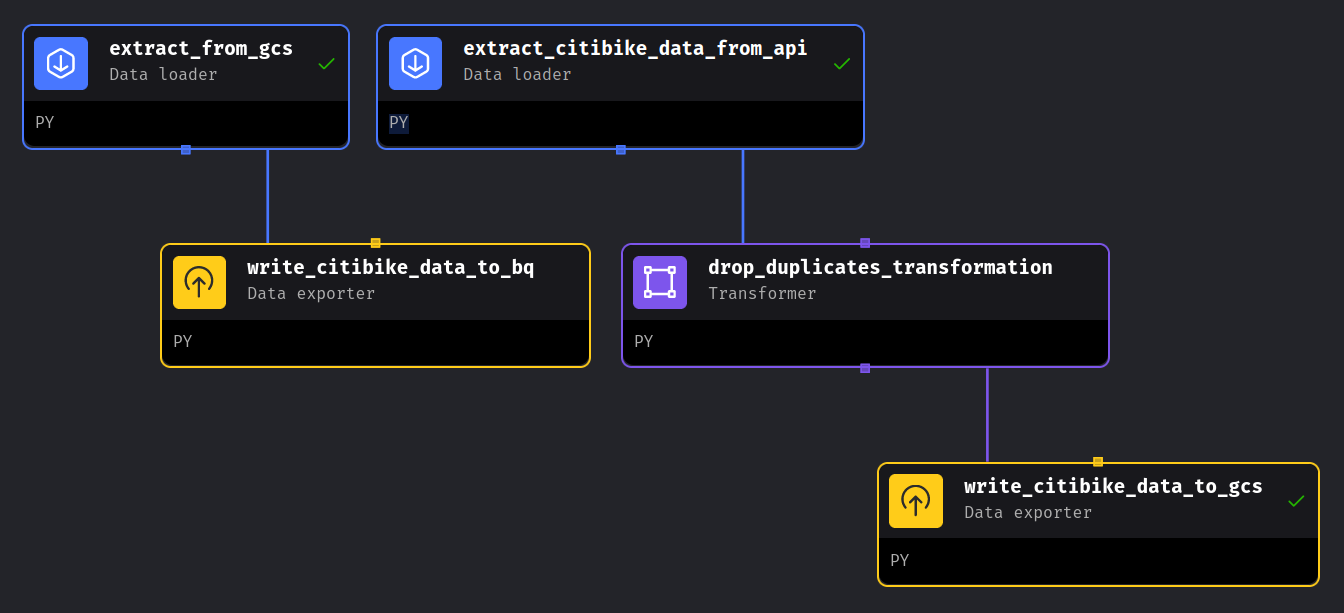 extract_from_gcs
Data loader
PY
extract_citibike_data_from_api
Data loader
PY
write_citibike_data_to_bq
Data exporter
PY
drop_duplicates_transformation
Transformer
PY
write_citibike_data_to_gcs
Data exporter
PY